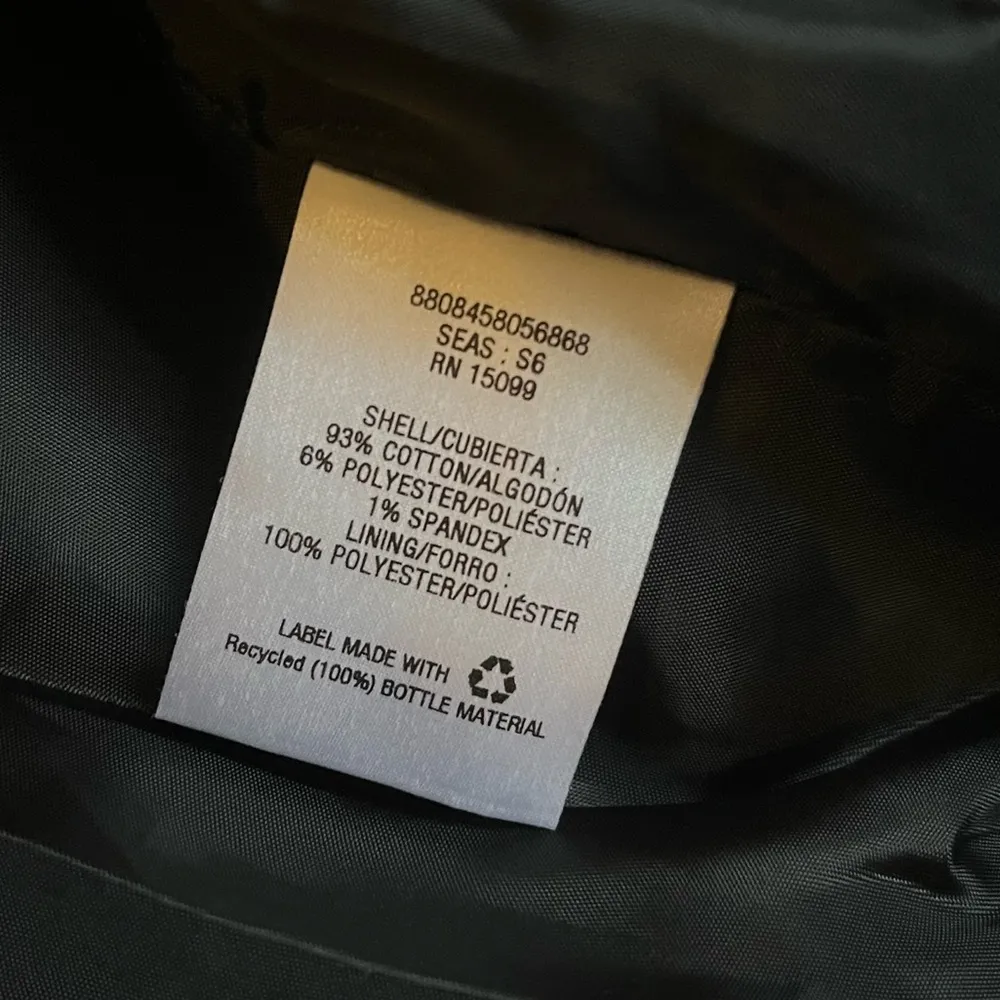 8808458056868
SEAS : S6
RN 15099
SHELL/CUBIERTA :
93% COTTON/ALGODÓN
6% POLYESTER/POLIÉSTER
1% SPANDEX
LINING/FORRO :
100% POLYESTER/POLIÉSTER
LABEL MADE WITH
Recycled (100%) BOTTLE MATERIAL